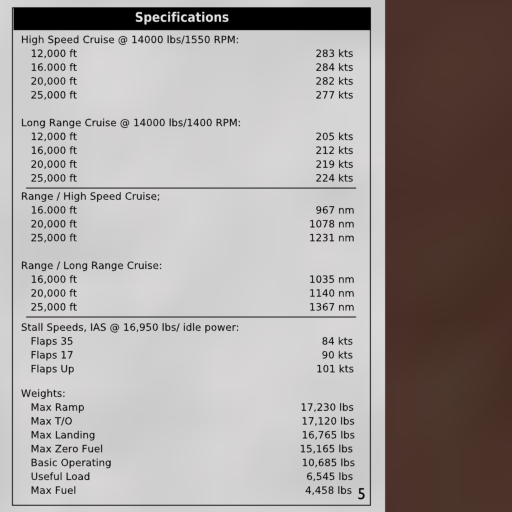 Specifications
High Speed Cruise @ 14000 lbs/1550 RPM:
12,000 ft 283 kts
16.000 ft 284 kts
20,000 ft 282 kts
25,000 ft 277 kts
Long Range Cruise @ 14000 lbs/1400 RPM:
12,000 ft 205 kts
16,000 ft 212 kts
20,000 ft 219 kts
25,000 ft 224 kts
Range / High Speed Cruise;
16.000 ft 967 nm
20,000 ft 1078 nm
25,000 ft 1231 nm
Range / Long Range Cruise:
16,000 ft 1035 nm
20,000 ft 1140 nm
25,000 ft 1367 nm
Stall Speeds, IAS @ 16,950 lbs/ idle power:
Flaps 35 84 kts
Flaps 17 90 kts
Flaps Up 101 kts
Weights:
Max Ramp 17,230 lbs
Max T/O 17,120 lbs
Max Landing 16,765 lbs
Max Zero Fuel 15,165 lbs
Basic Operating 10,685 lbs
Useful Load 6,545 lbs
Max Fuel 4,458 lbs
5